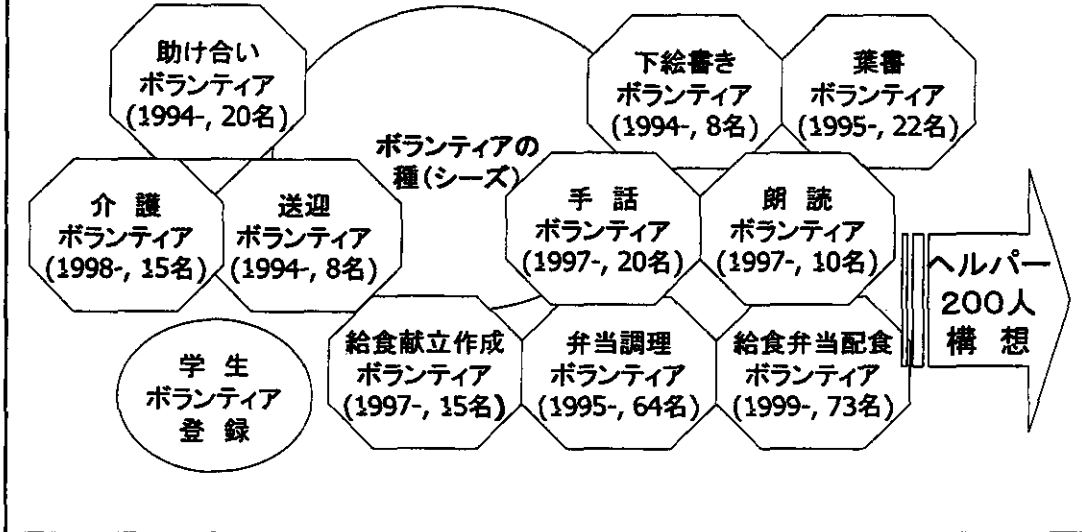 助け合い
ボランティア
(1994-, 20名)
下絵書き
ボランティア
(1994-, 8名)
葉書
ボランティア
(1995-, 22名)
ボランティアの
種(シーズ)
介 護
ボランティア
(1998-, 15名)
送迎
ボランティア
(1994-, 8名)
手 話
ボランティア
(1997-, 20名)
朗 読
ボランティア
(1997-, 10名)
ヘルパー
200人
構 想
学 生
ボランティア
登 録
給食献立作成
ボランティア
(1997-, 15名)
弁当調理
ボランティア
(1995-, 64名)
給食弁当配食
ボランティア
(1999-, 73名)